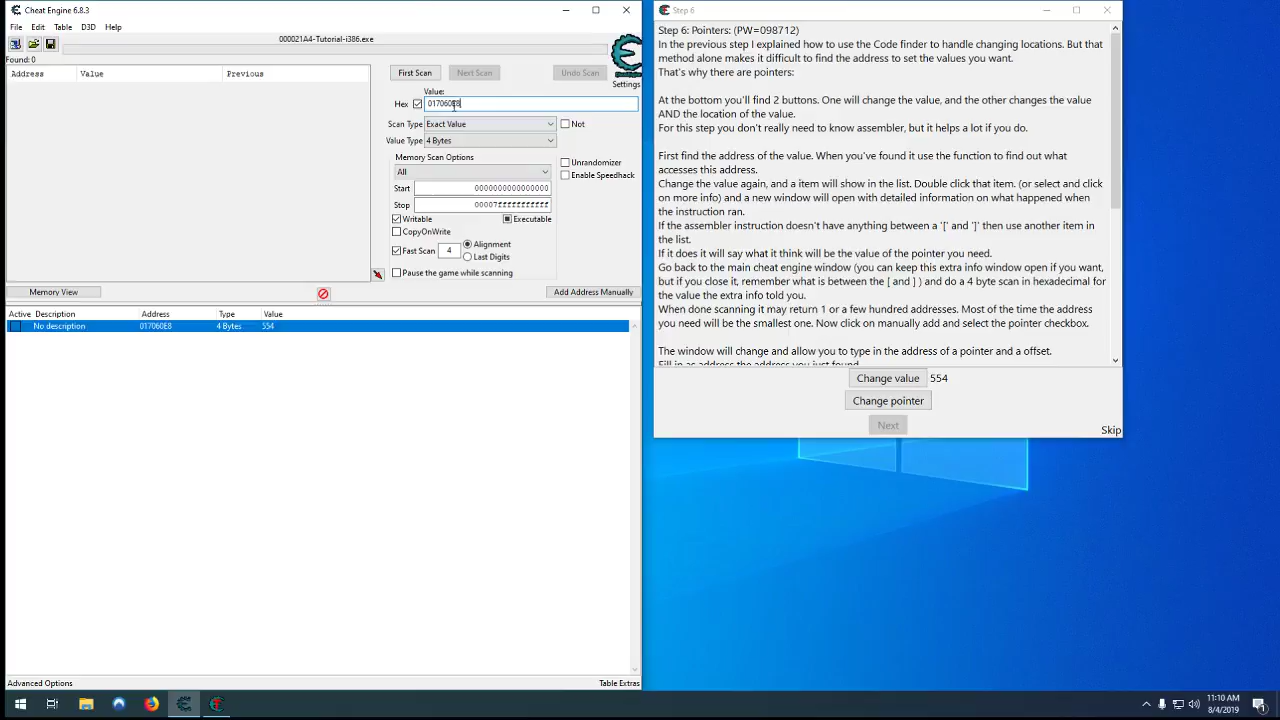 Cheat Engine 6.8.3
File Edit Table D3D Help
000021A4-Tutorial-i386.exe
Found: 0
Address Value Previous
First Scan Next Scan Undo Scan
Settings
Value:
Hex 017060E8
Scan Type Exact Value Not
Value Type 4 Bytes
Memory Scan Options
All
Unrandomizer
Enable Speedhack
Start 0000000000000000
Stop 00007fffffffffff
Writable Executable
CopyOnWrite
Fast Scan 4 Alignment
Last Digits
Pause the game while scanning
Memory View
Add Address Manually
Active Description Address Type Value
No description 017060E8 4 Bytes 554
Advanced Options
Table Extras
Step 6
Step 6: Pointers: (PW=098712)
In the previous step I explained how to use the Code finder to handle changing locations. But that
method alone makes it difficult to find the address to set the values you want.
That's why there are pointers:
At the bottom you'll find 2 buttons. One will change the value, and the other changes the value
AND the location of the value.
For this step you don't really need to know assembler, but it helps a lot if you do.
First find the address of the value. When you've found it use the function to find out what
accesses this address.
Change the value again, and a item will show in the list. Double click that item. (or select and click
on more info) and a new window will open with detailed information on what happened when
the instruction ran.
If the assembler instruction doesn't have anything between a '[' and ']' then use another item in
the list.
If it does it will say what it think will be the value of the pointer you need.
Go back to the main cheat engine window (you can keep this extra info window open if you want,
but if you close it, remember what is between the [ and ] ) and do a 4 byte scan in hexadecimal for
the value the extra info told you.
When done scanning it may return 1 or a few hundred addresses. Most of the time the address
you need will be the smallest one. Now click on manually add and select the pointer checkbox.
The window will change and allow you to type in the address of a pointer and a offset.
Fill in as address the address you just found.
Change value 554
Change pointer
Next
Skip
11:10 AM
8/4/2019
1